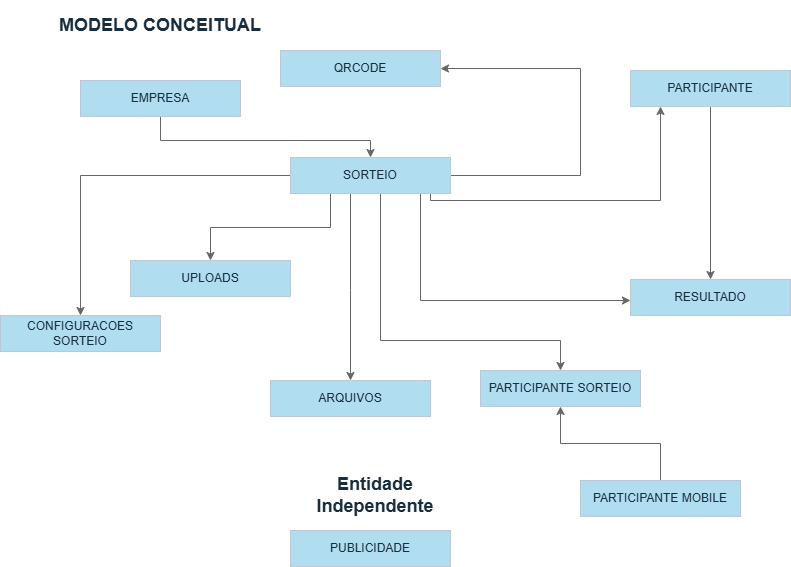 MODELO CONCEITUAL
QRCODE
EMPRESA
PARTICIPANTE
SORTEIO
UPLOADS
RESULTADO
CONFIGURACOES
SORTEIO
ARQUIVOS
PARTICIPANTE SORTEIO
Entidade
Independente
PARTICIPANTE MOBILE
PUBLICIDADE